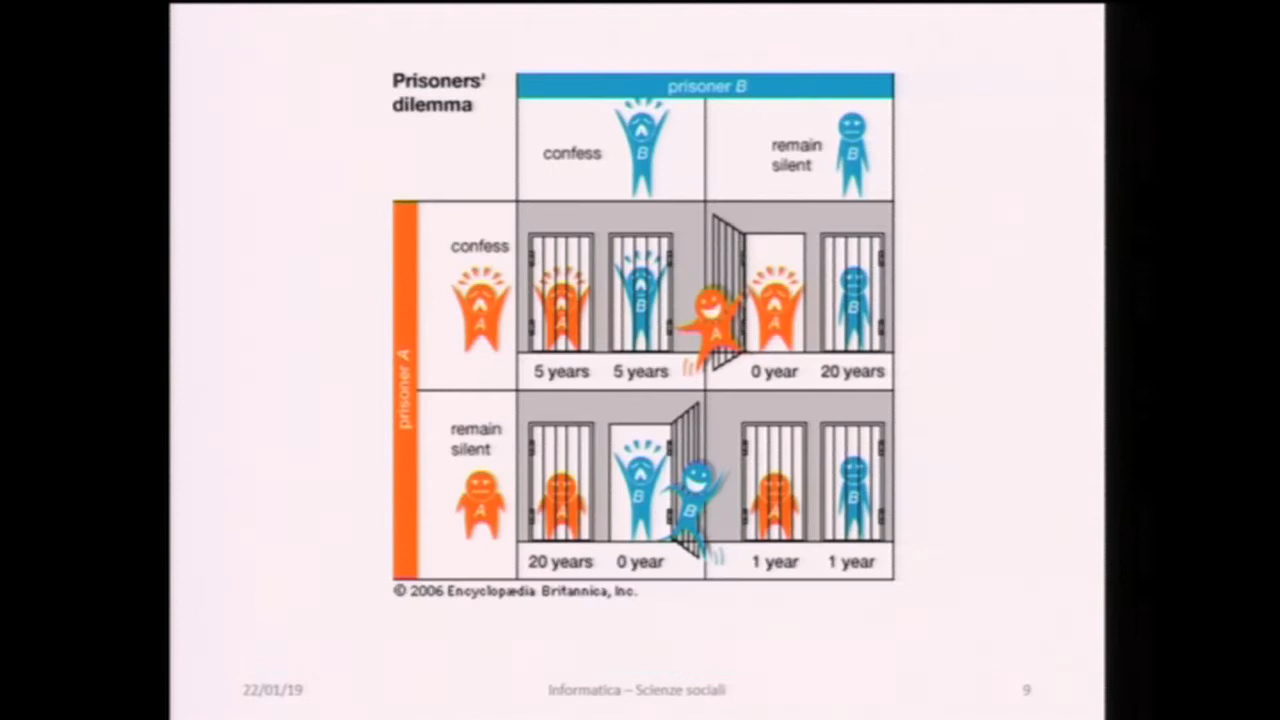 Prisoners'
dilemma
prisoner B
confess
B
remain
silent
B
prisoner A
confess
A
A
B
A
A
B
5 years
5 years
0 year
20 years
remain
silent
A
A
B
B
A
B
20 years
0 year
1 year
1 year
© 2006 Encyclopædia Britannica, Inc.
22/01/19
Informatica – Scienze sociali
9